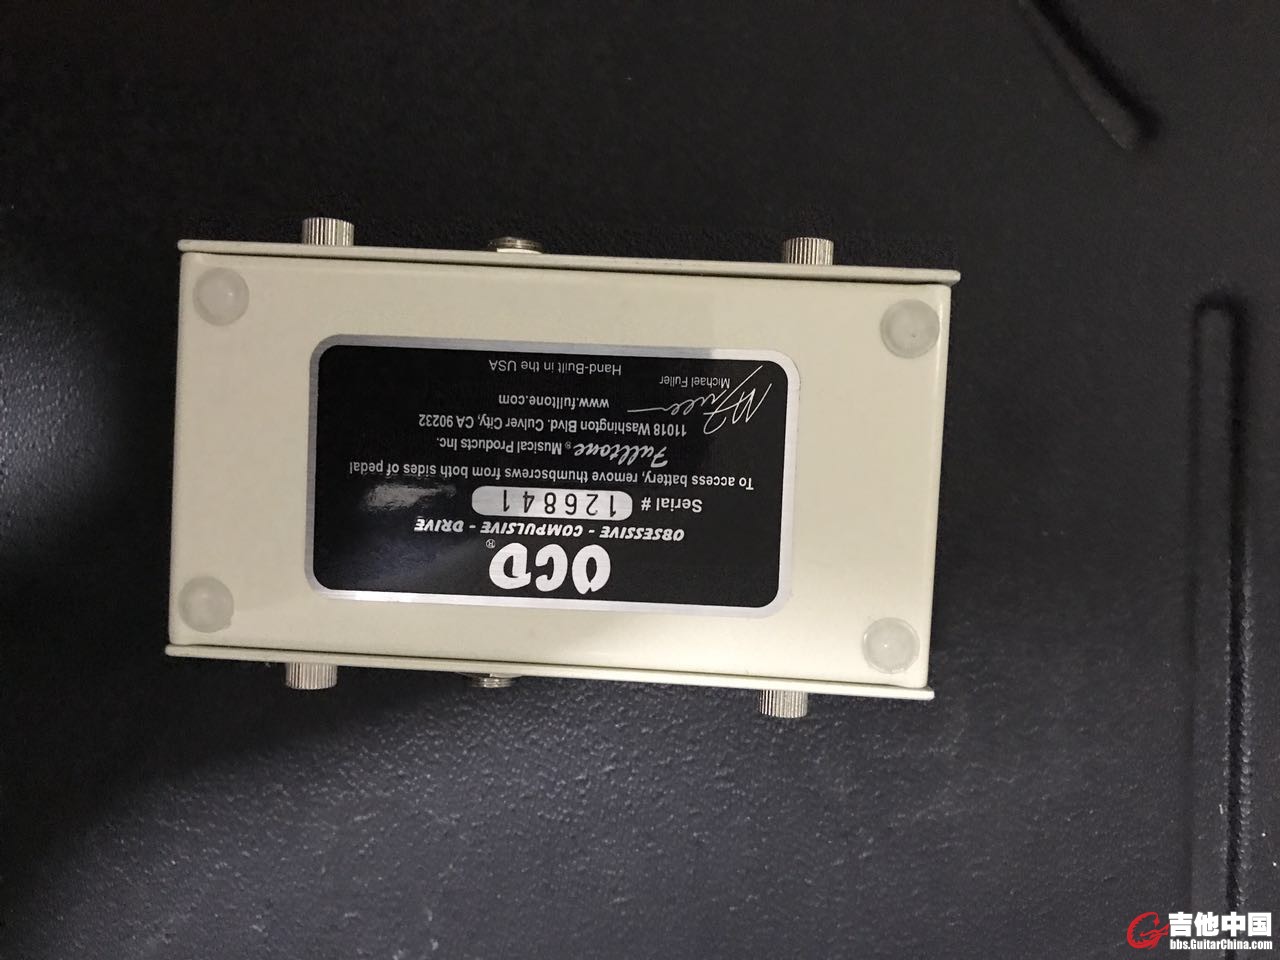 OCD®
OBSESSIVE - COMPULSIVE - DRIVE
Serial # 126841
To access battery, remove thumbscrews from both sides of pedal
Fulltone® Musical Products Inc.
11018 Washington Blvd. Culver City, CA 90232
www.fulltone.com
M Fuller
Michael Fuller
Hand-Built in the USA
吉他中国
bbs.GuitarChina.com